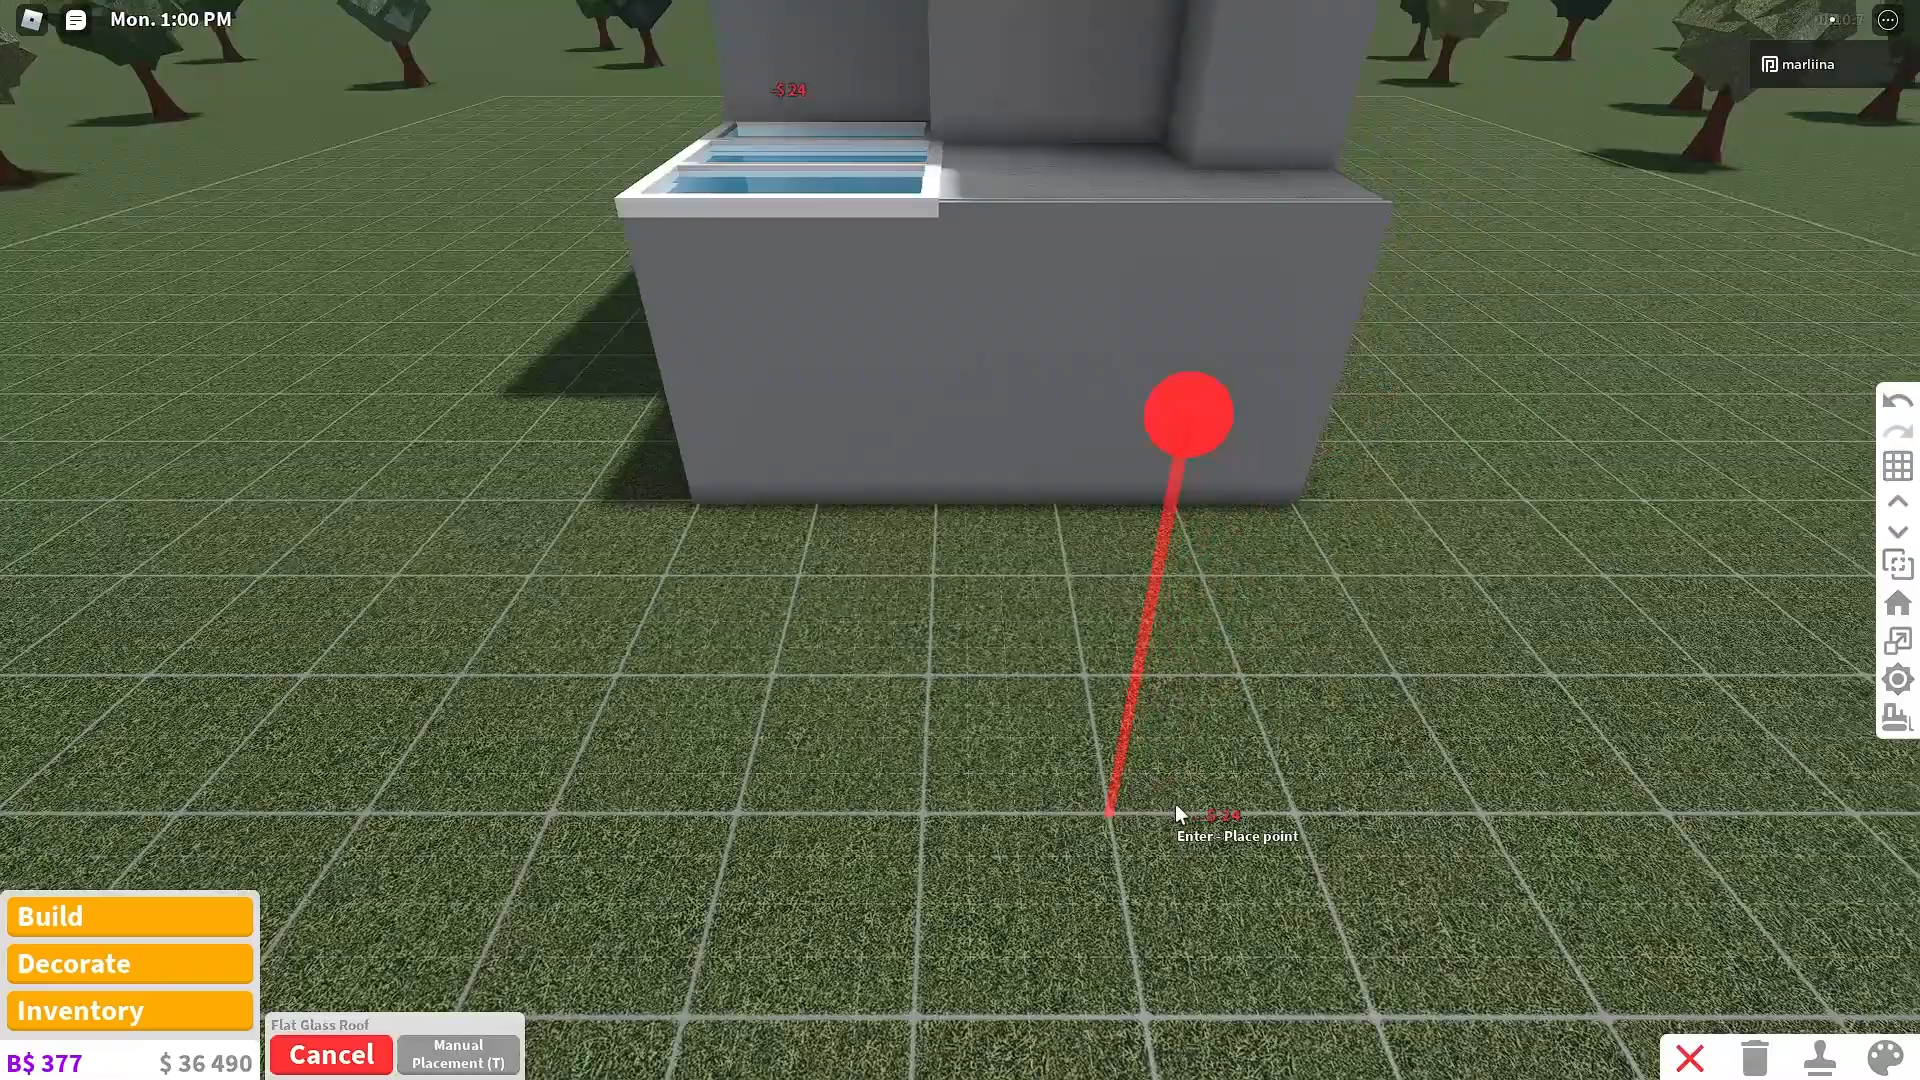 Mon. 1:00 PM
marliina
-$ 24
Enter - Place point
Build
Decorate
Inventory
B$ 377
$ 36 490
Flat Glass Roof
Cancel
Manual
Placement (T)